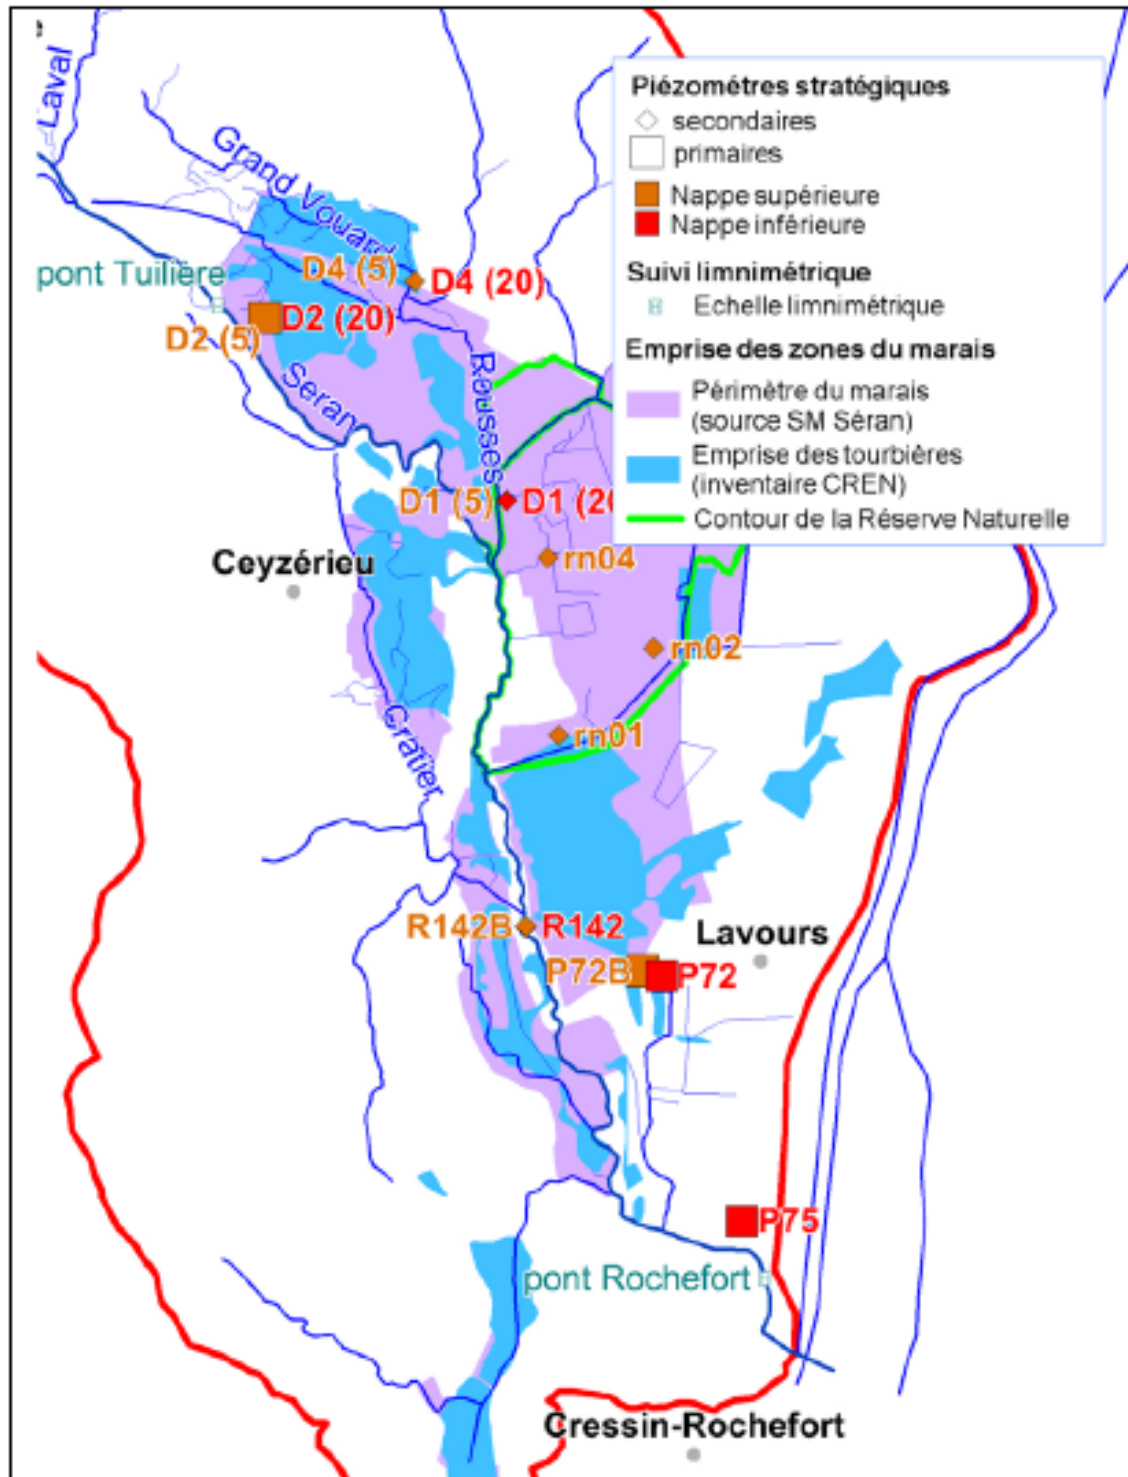 Laval
Grand Vouard
Piézométres stratégiques
secondaires
primaires
Nappe supérieure
Nappe inférieure
Suivi limnimétrique
Echelle limnimétrique
Emprise des zones du marais
Périmètre du marais
(source SM Séran)
Emprise des tourbières
(inventaire CREN)
Contour de la Réserve Naturelle
pont Tuilière
D4 (5)
D4 (20)
D2 (20)
D2 (5)
Seran
Rousses
D1 (5)
D1 (20
Ceyzérieu
rn04
rn02
rn01
Cratier
R142B
R142
Lavours
P72B
P72
P75
pont Rochefort
Cressin-Rochefort